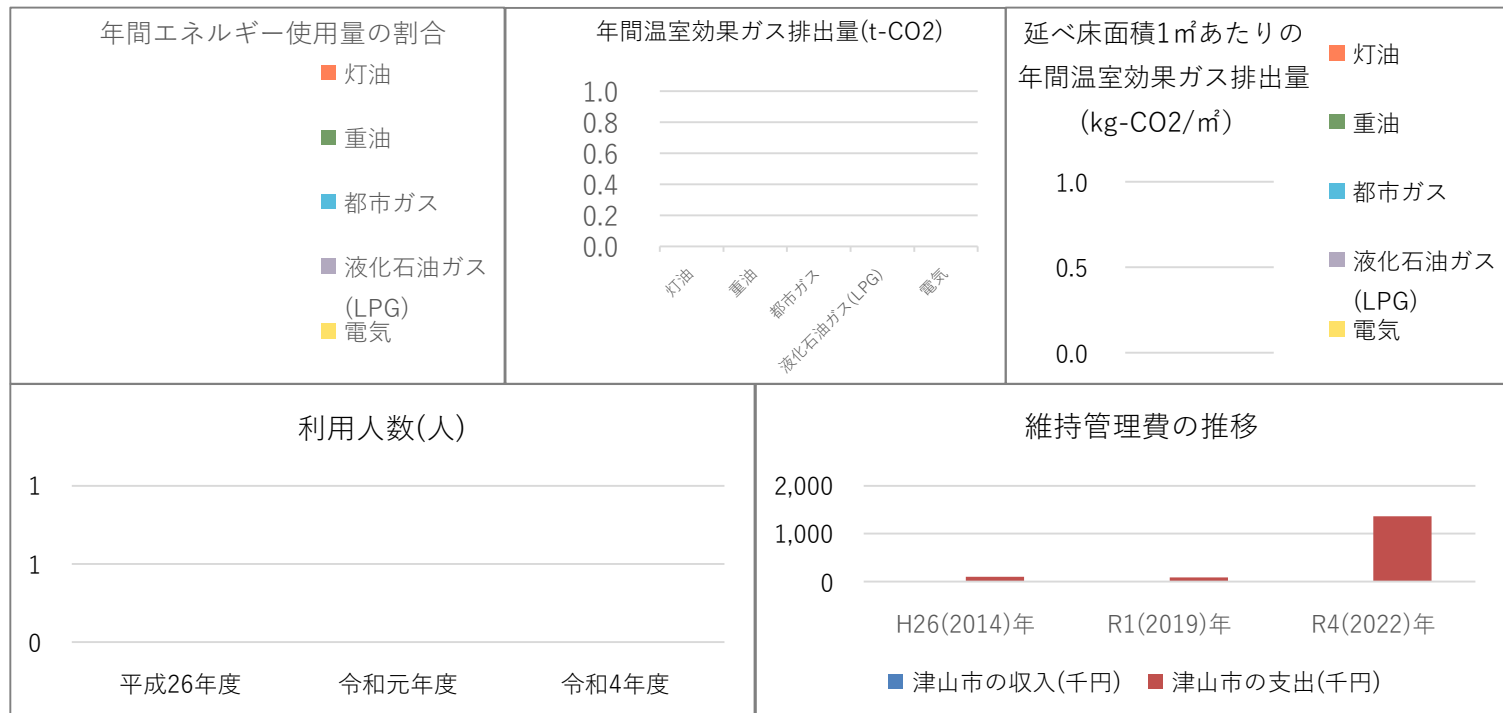 年間エネルギー使用量の割合
灯油
重油
都市ガス
液化石油ガス
(LPG)
電気
年間温室効果ガス排出量(t-CO2)
1.0
0.8
0.6
0.4
0.2
0.0
灯油
重油
都市ガス
液化石油ガス(LPG)
電気
延べ床面積1㎡あたりの
年間温室効果ガス排出量
(kg-CO2/㎡)
1.0
0.5
0.0
灯油
重油
都市ガス
液化石油ガス
(LPG)
電気
利用人数(人)
1
1
0
平成26年度
令和元年度
令和4年度
維持管理費の推移
2,000
1,000
0
H26(2014)年
R1(2019)年
R4(2022)年
津山市の収入(千円)
津山市の支出(千円)